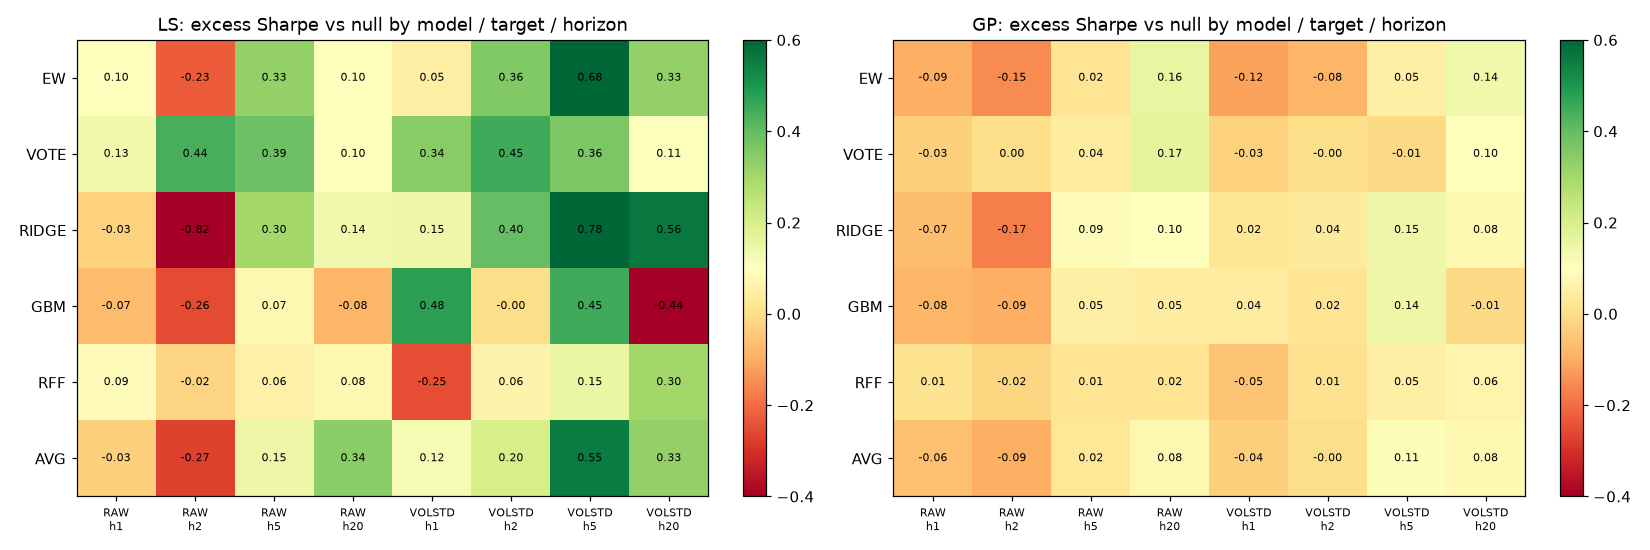 LS: excess Sharpe vs null by model / target / horizon
EW 0.10 -0.23 0.33 0.10 0.05 0.36 0.68 0.33
VOTE 0.13 0.44 0.39 0.10 0.34 0.45 0.36 0.11
RIDGE -0.03 -0.82 0.30 0.14 0.15 0.40 0.78 0.56
GBM -0.07 -0.26 0.07 -0.08 0.48 -0.00 0.45 -0.44
RFF 0.09 -0.02 0.06 0.08 -0.25 0.06 0.15 0.30
AVG -0.03 -0.27 0.15 0.34 0.12 0.20 0.55 0.33
RAW RAW RAW RAW VOLSTD VOLSTD VOLSTD VOLSTD
h1 h2 h5 h20 h1 h2 h5 h20
0.6
0.4
0.2
0.0
−0.2
−0.4
GP: excess Sharpe vs null by model / target / horizon
EW -0.09 -0.15 0.02 0.16 -0.12 -0.08 0.05 0.14
VOTE -0.03 0.00 0.04 0.17 -0.03 -0.00 -0.01 0.10
RIDGE -0.07 -0.17 0.09 0.10 0.02 0.04 0.15 0.08
GBM -0.08 -0.09 0.05 0.05 0.04 0.02 0.14 -0.01
RFF 0.01 -0.02 0.01 0.02 -0.05 0.01 0.05 0.06
AVG -0.06 -0.09 0.02 0.08 -0.04 -0.00 0.11 0.08
RAW RAW RAW RAW VOLSTD VOLSTD VOLSTD VOLSTD
h1 h2 h5 h20 h1 h2 h5 h20
0.6
0.4
0.2
0.0
−0.2
−0.4